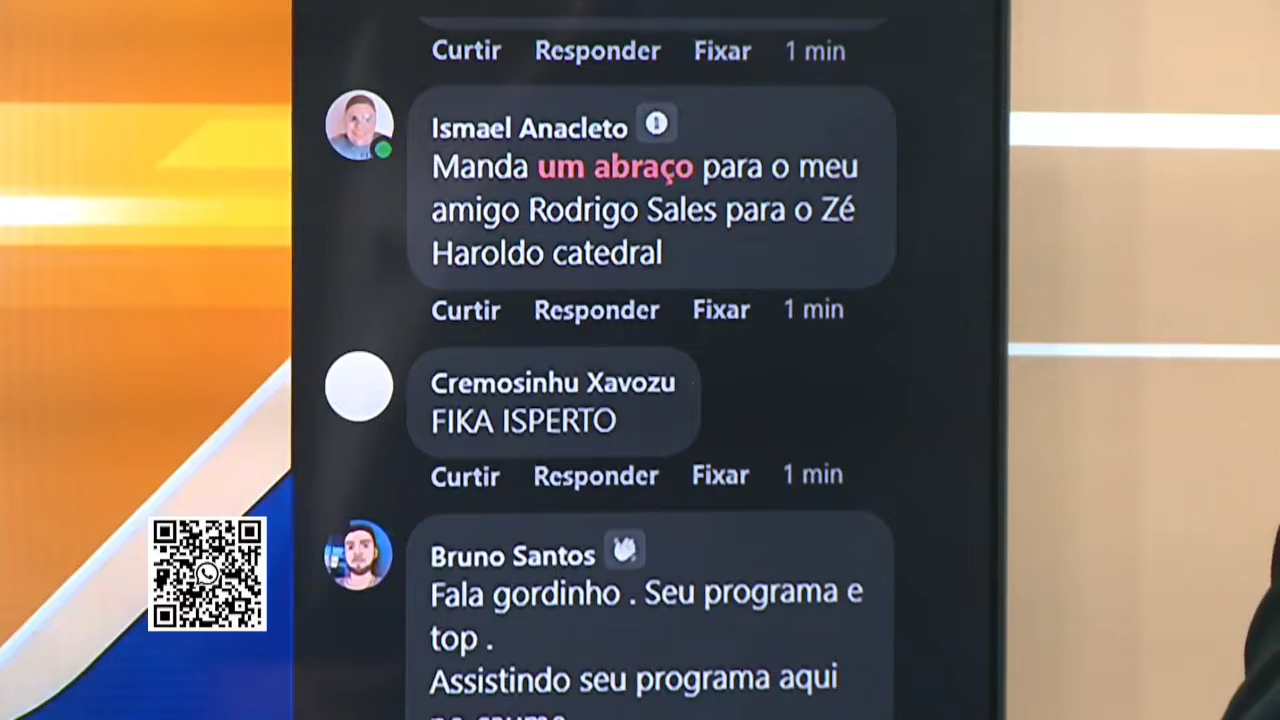 Curtir Responder Fixar 1 min
Ismael Anacleto
Manda um abraço para o meu
amigo Rodrigo Sales para o Zé
Haroldo catedral
Curtir Responder Fixar 1 min
Cremosinhu Xavozu
FIKA ISPERTO
Curtir Responder Fixar 1 min
Bruno Santos
Fala gordinho . Seu programa e
top .
Assistindo seu programa aqui